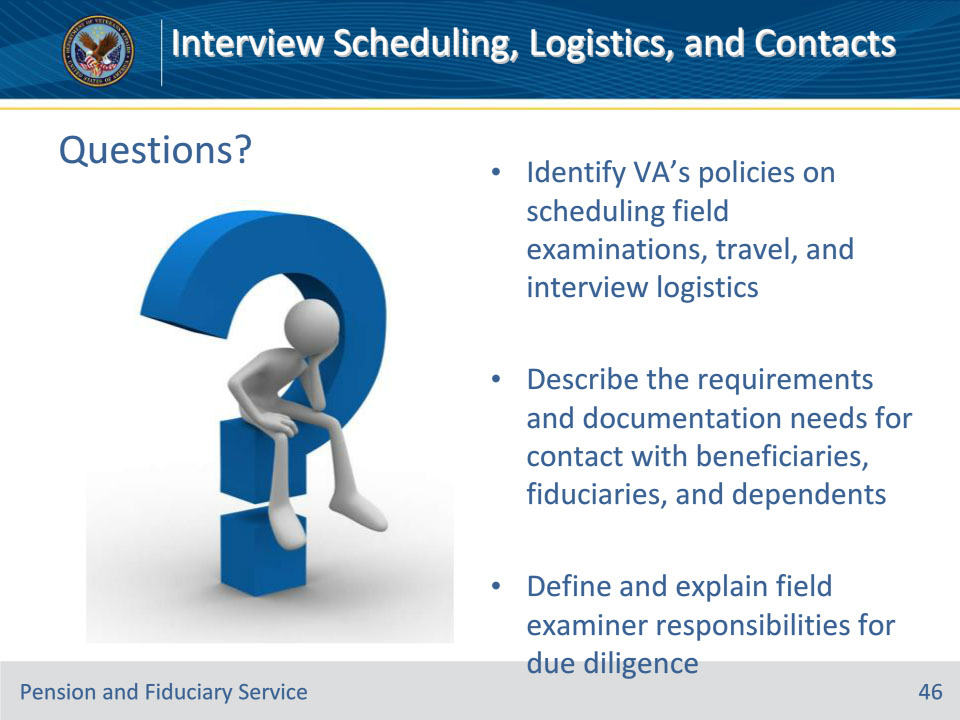 Interview Scheduling, Logistics, and Contacts
Questions?
• Identify VA’s policies on
scheduling field
examinations, travel, and
interview logistics
• Describe the requirements
and documentation needs for
contact with beneficiaries,
fiduciaries, and dependents
• Define and explain field
examiner responsibilities for
due diligence
Pension and Fiduciary Service
46